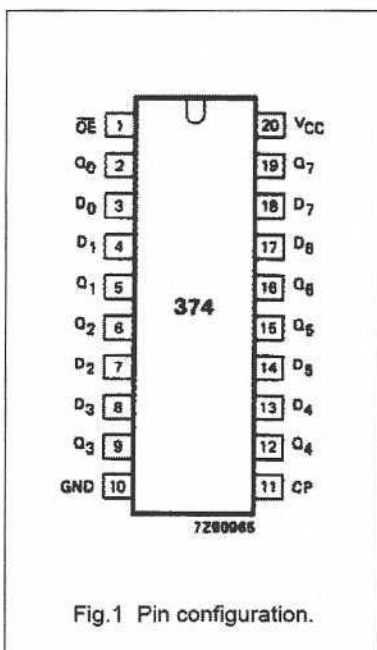 O̅E̅ 1 20 VCC
Q0 2 19 Q7
D0 3 18 D7
D1 4 17 D6
Q1 5 16 Q6
374
Q2 6 15 Q5
D2 7 14 D5
D3 8 13 D4
Q3 9 12 Q4
GND 10 11 CP
7Z90965
Fig.1 Pin configuration.